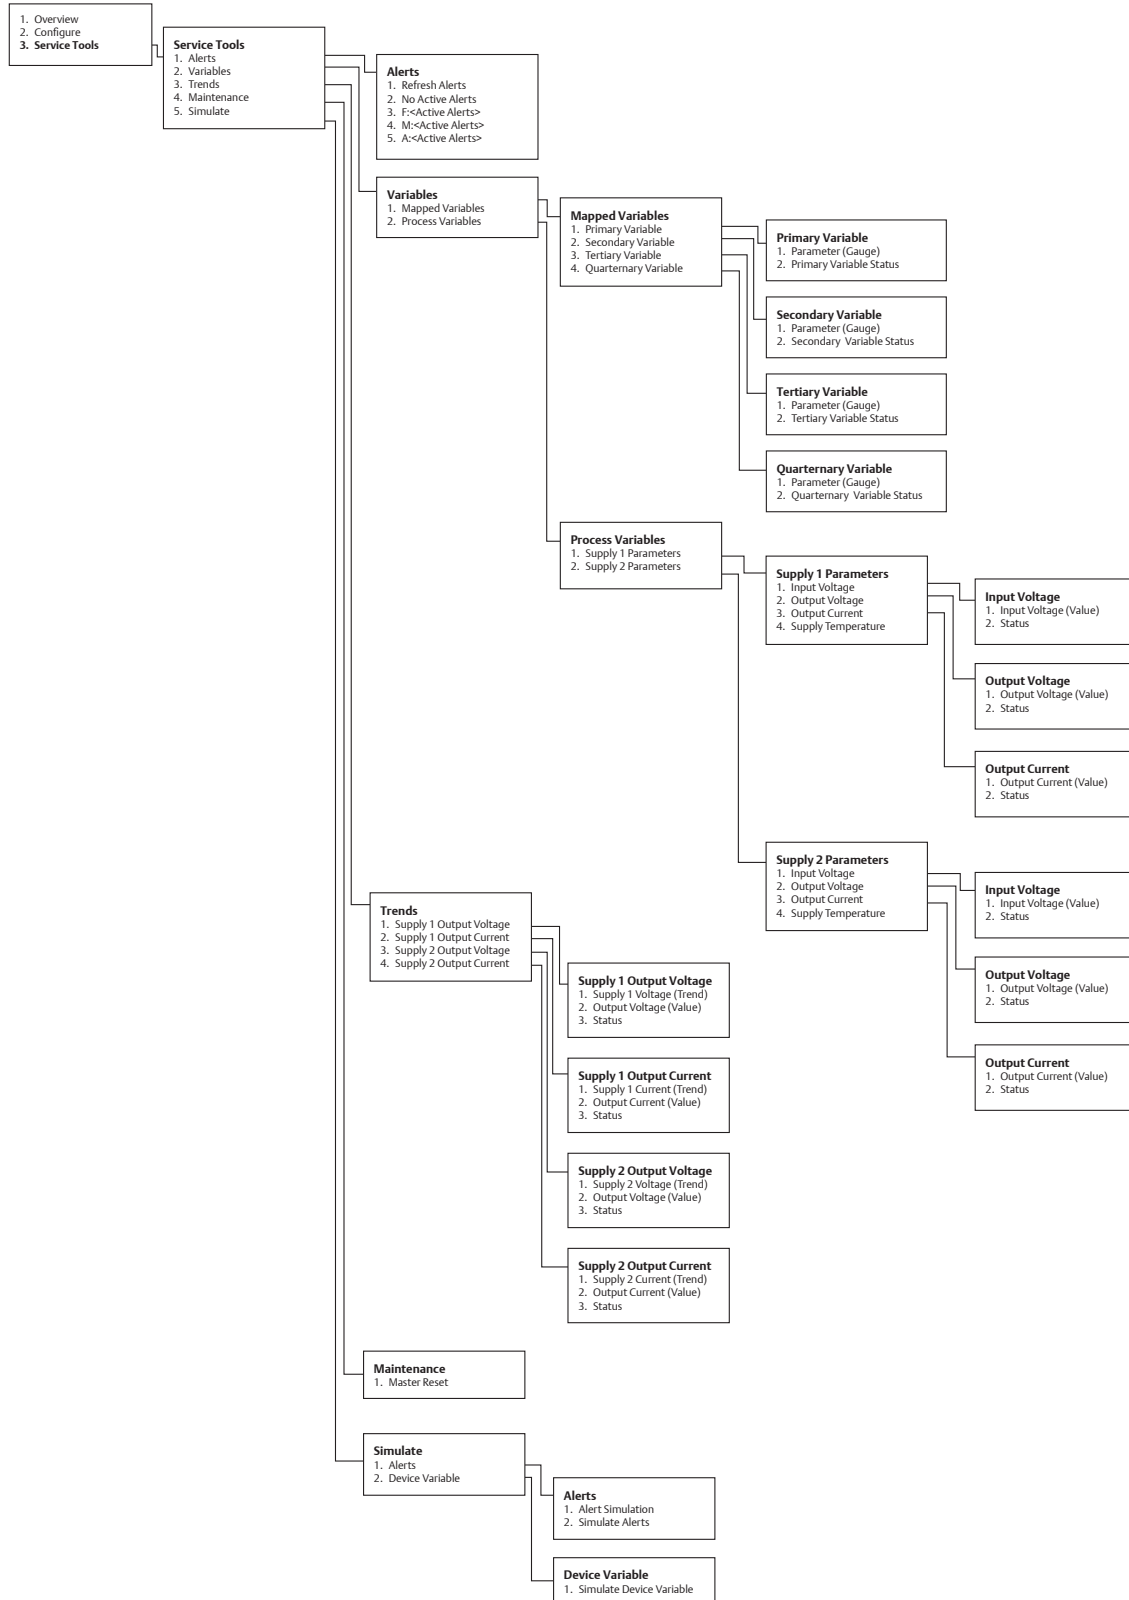 1. Overview
2. Configure
3. Service Tools
Service Tools
1. Alerts
2. Variables
3. Trends
4. Maintenance
5. Simulate
Alerts
1. Refresh Alerts
2. No Active Alerts
3. F:<Active Alerts>
4. M:<Active Alerts>
5. A:<Active Alerts>
Variables
1. Mapped Variables
2. Process Variables
Mapped Variables
1. Primary Variable
2. Secondary Variable
3. Tertiary Variable
4. Quarternary Variable
Primary Variable
1. Parameter (Gauge)
2. Primary Variable Status
Secondary Variable
1. Parameter (Gauge)
2. Secondary Variable Status
Tertiary Variable
1. Parameter (Gauge)
2. Tertiary Variable Status
Quarternary Variable
1. Parameter (Gauge)
2. Quarternary Variable Status
Process Variables
1. Supply 1 Parameters
2. Supply 2 Parameters
Supply 1 Parameters
1. Input Voltage
2. Output Voltage
3. Output Current
4. Supply Temperature
Input Voltage
1. Input Voltage (Value)
2. Status
Output Voltage
1. Output Voltage (Value)
2. Status
Output Current
1. Output Current (Value)
2. Status
Supply 2 Parameters
1. Input Voltage
2. Output Voltage
3. Output Current
4. Supply Temperature
Input Voltage
1. Input Voltage (Value)
2. Status
Output Voltage
1. Output Voltage (Value)
2. Status
Output Current
1. Output Current (Value)
2. Status
Trends
1. Supply 1 Output Voltage
2. Supply 1 Output Current
3. Supply 2 Output Voltage
4. Supply 2 Output Current
Supply 1 Output Voltage
1. Supply 1 Voltage (Trend)
2. Output Voltage (Value)
3. Status
Supply 1 Output Current
1. Supply 1 Current (Trend)
2. Output Current (Value)
3. Status
Supply 2 Output Voltage
1. Supply 2 Voltage (Trend)
2. Output Voltage (Value)
3. Status
Supply 2 Output Current
1. Supply 2 Current (Trend)
2. Output Current (Value)
3. Status
Maintenance
1. Master Reset
Simulate
1. Alerts
2. Device Variable
Alerts
1. Alert Simulation
2. Simulate Alerts
Device Variable
1. Simulate Device Variable